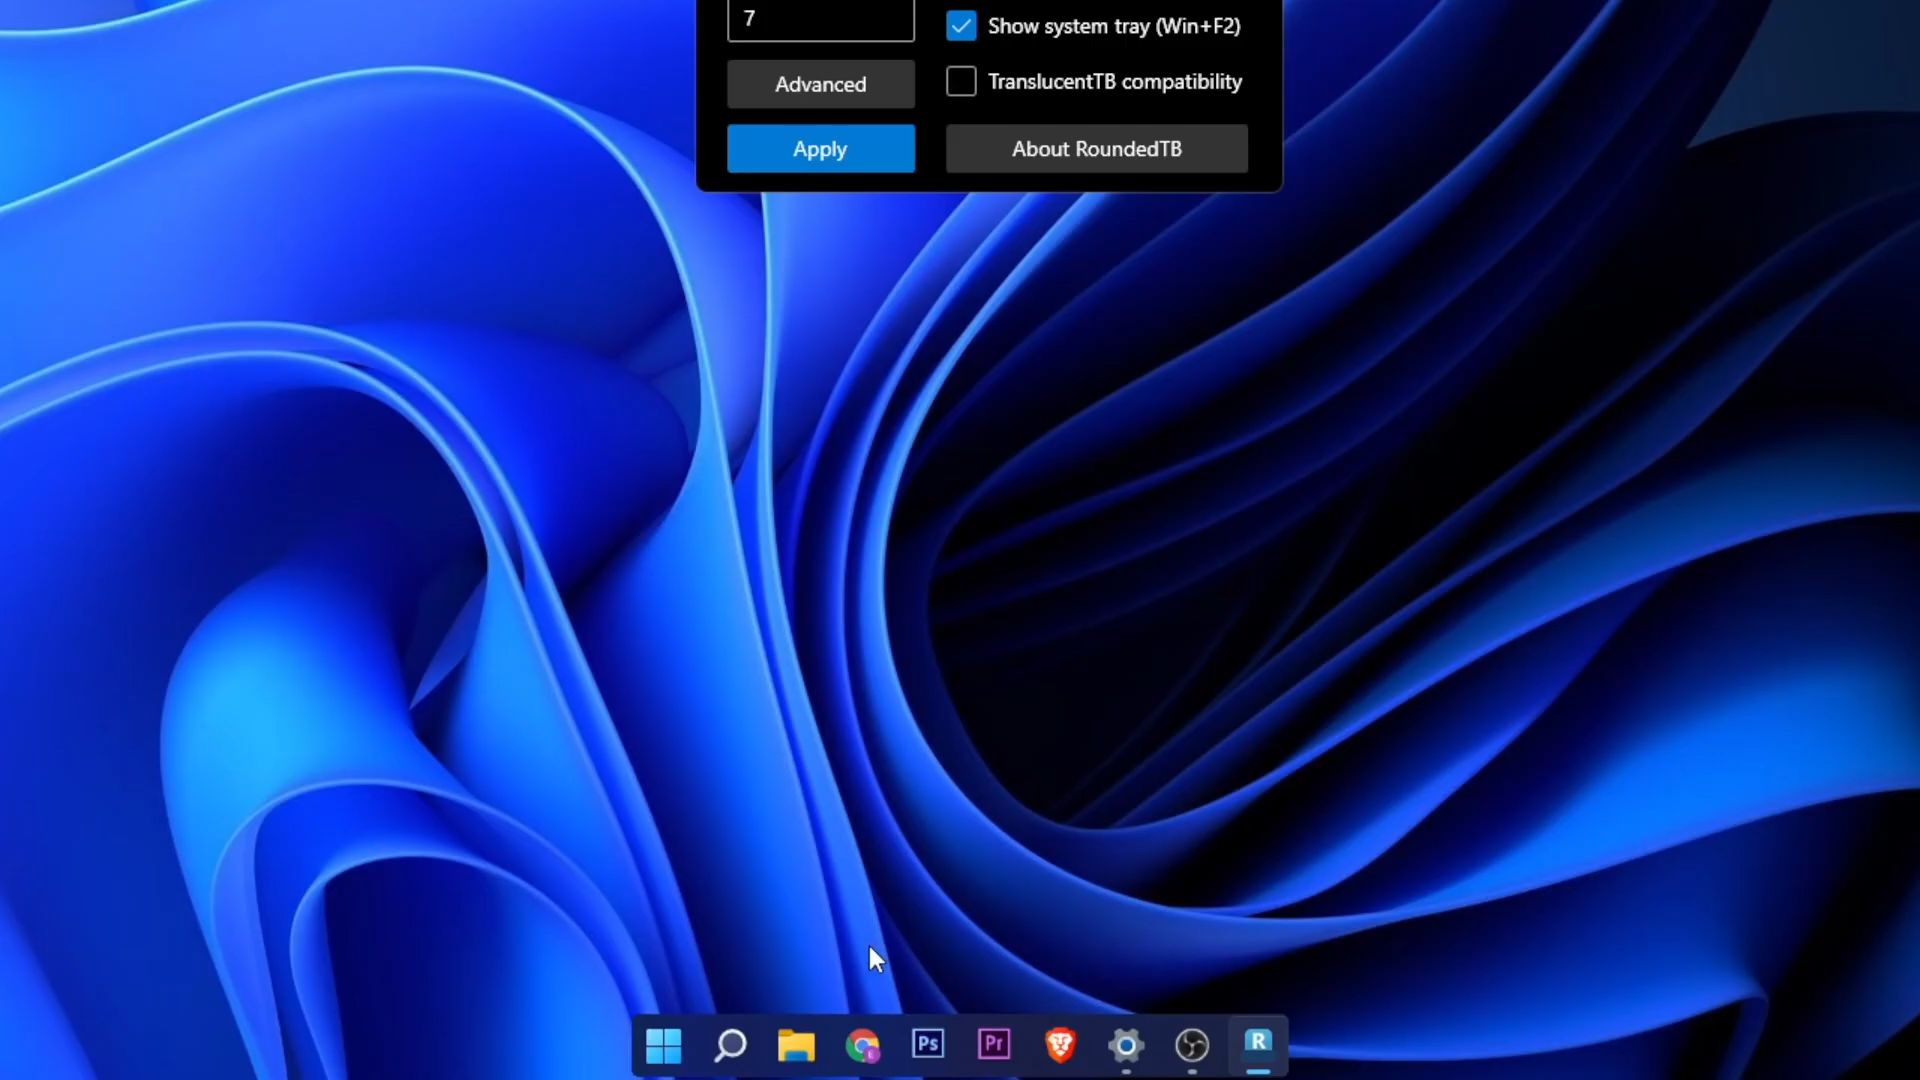 7
Show system tray (Win+F2)
Advanced
TranslucentTB compatibility
Apply
About RoundedTB
Ps
Pr
R